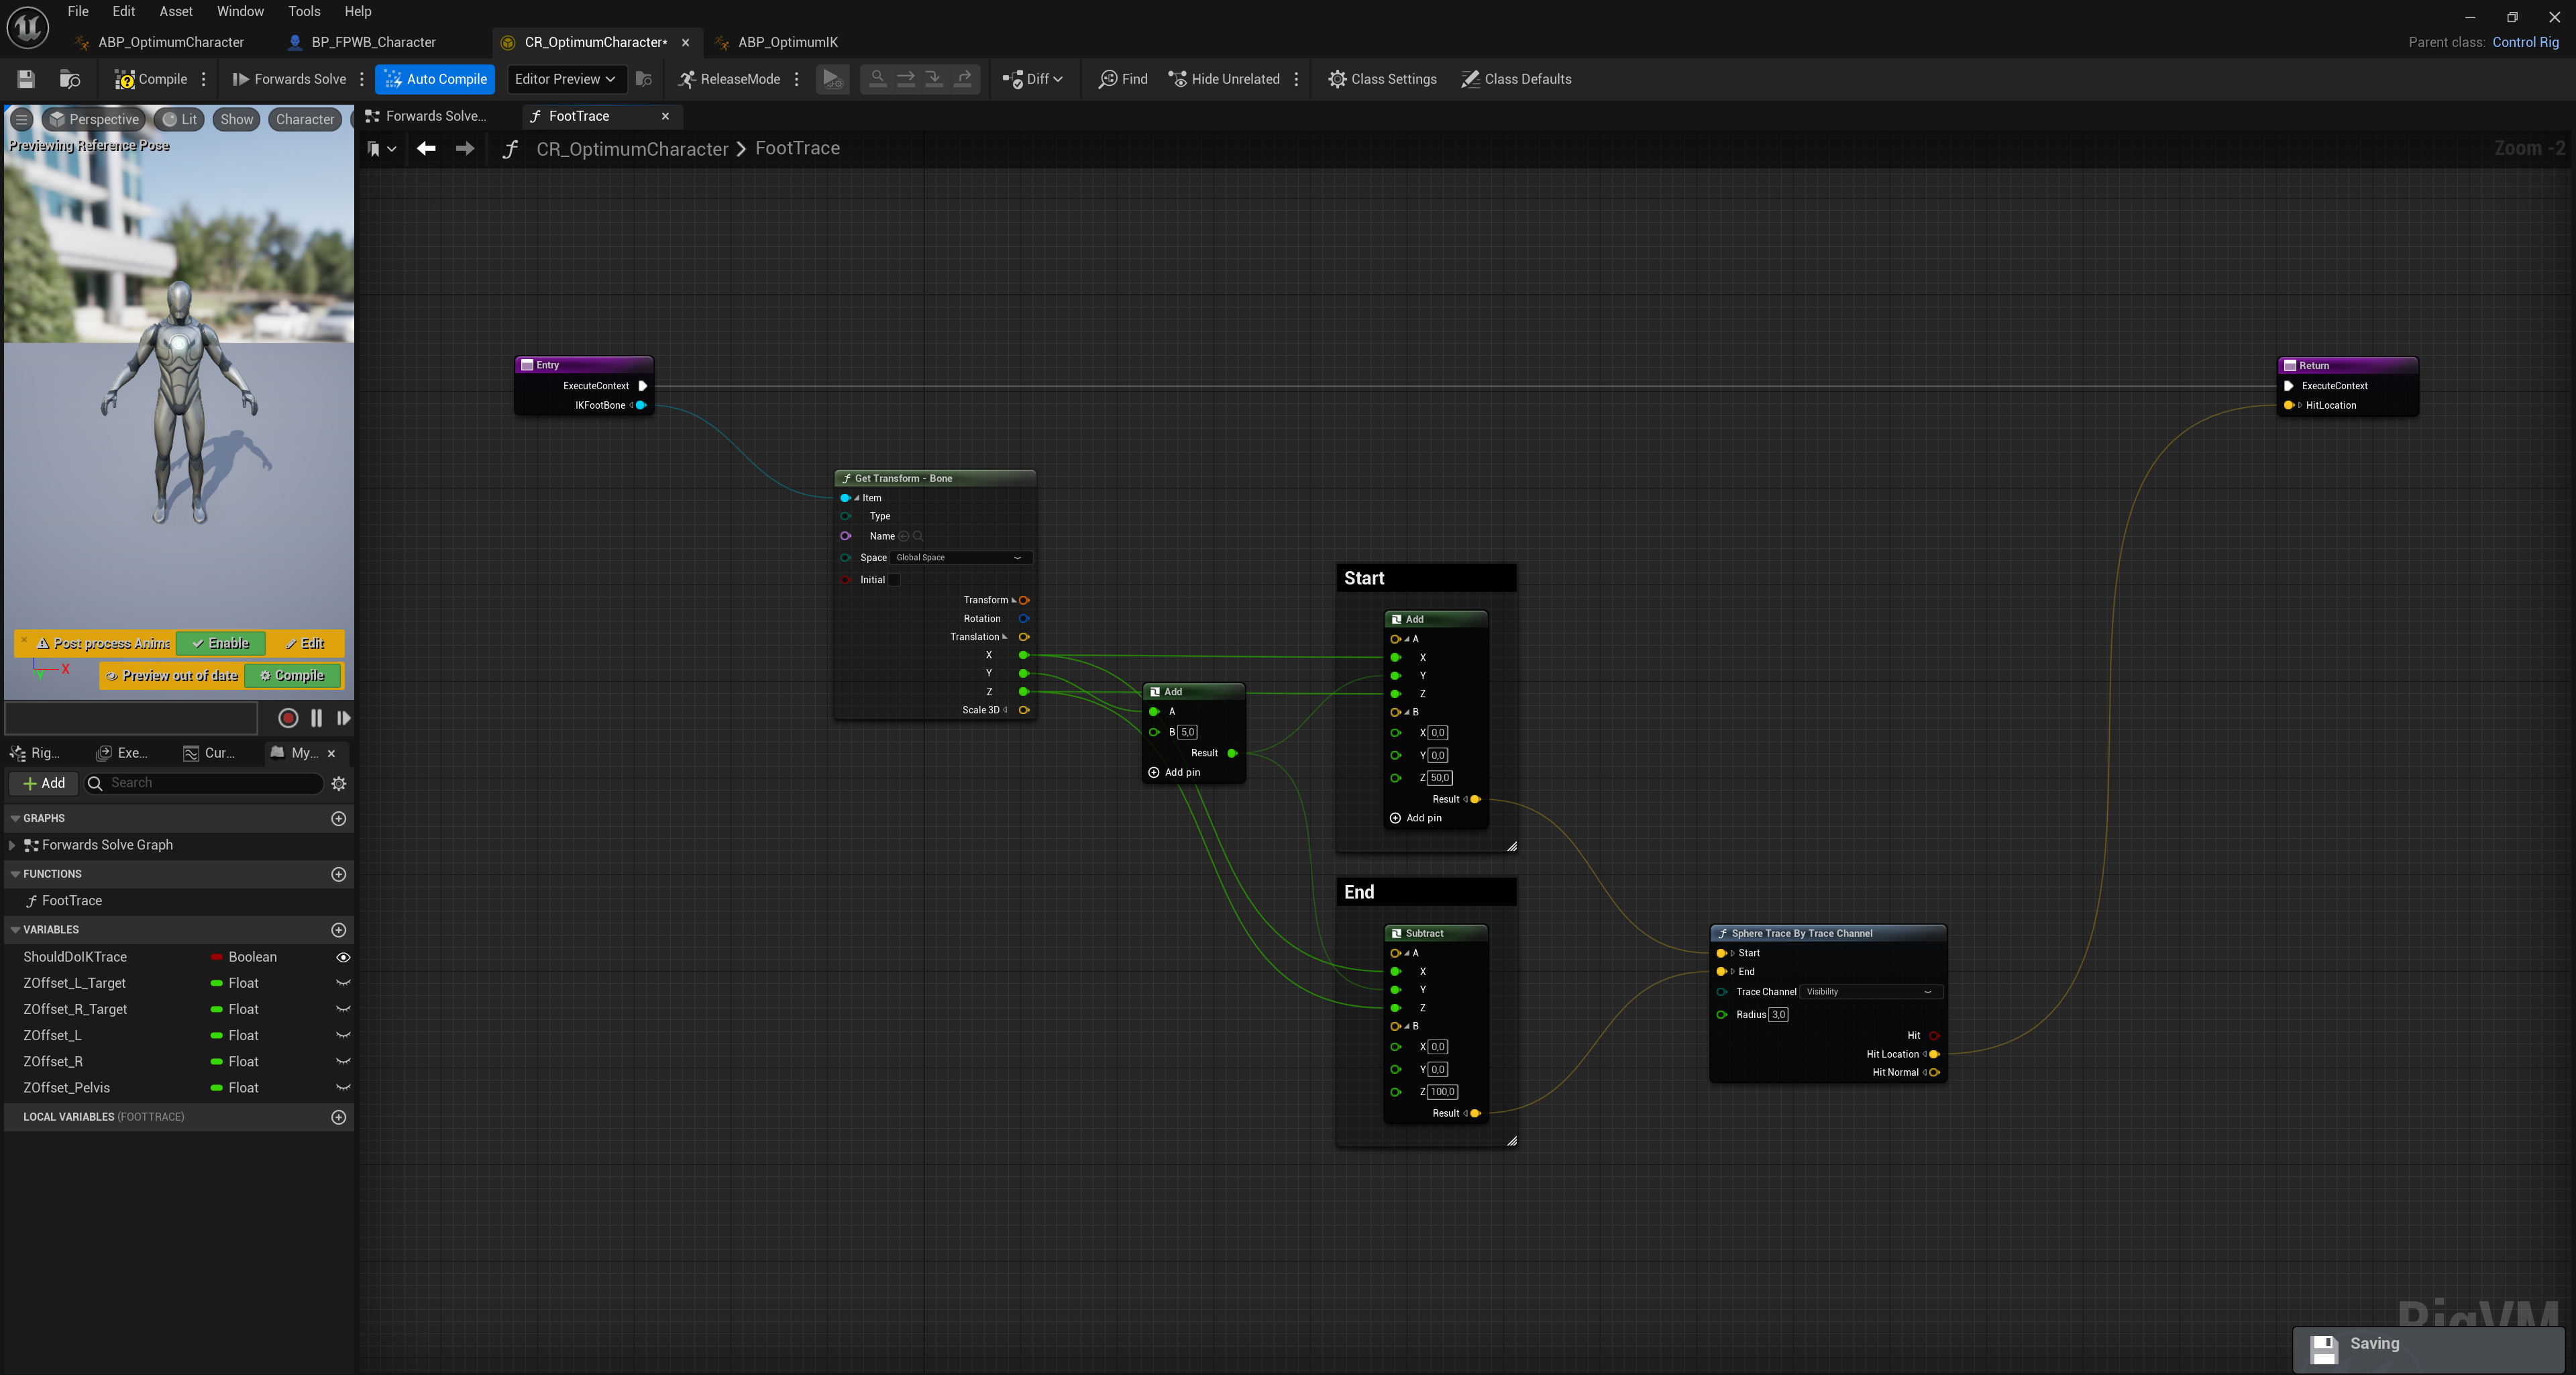 File Edit Asset Window Tools Help
ABP_OptimumCharacter BP_FPWB_Character CR_OptimumCharacter* ABP_OptimumIK
Parent class: Control Rig
Compile Forwards Solve Auto Compile Editor Preview ReleaseMode Diff Find Hide Unrelated Class Settings Class Defaults
Perspective Lit Show Character
Previewing Reference Pose
Post process Anima Enable Edit
X
Y
Preview out of date Compile
Rig... Exe... Cur... My...
Add Search
GRAPHS
Forwards Solve Graph
FUNCTIONS
FootTrace
VARIABLES
ShouldDoIKTrace Boolean
ZOffset_L_Target Float
ZOffset_R_Target Float
ZOffset_L Float
ZOffset_R Float
ZOffset_Pelvis Float
LOCAL VARIABLES (FOOTTRACE)
Forwards Solve... FootTrace
CR_OptimumCharacter > FootTrace
Zoom -2
Entry
ExecuteContext
IKFootBone
Get Transform - Bone
Item
Type
Name
Space Global Space
Initial
Transform
Rotation
Translation
X
Y
Z
Scale 3D
Add
A
B 5,0
Result
Add pin
Start
Add
A
X
Y
Z
B
X 0,0
Y 0,0
Z 50,0
Result
Add pin
End
Subtract
A
X
Y
Z
B
X 0,0
Y 0,0
Z 100,0
Result
Sphere Trace By Trace Channel
Start
End
Trace Channel Visibility
Radius 3,0
Hit
Hit Location
Hit Normal
Return
ExecuteContext
HitLocation
RigVM
Saving